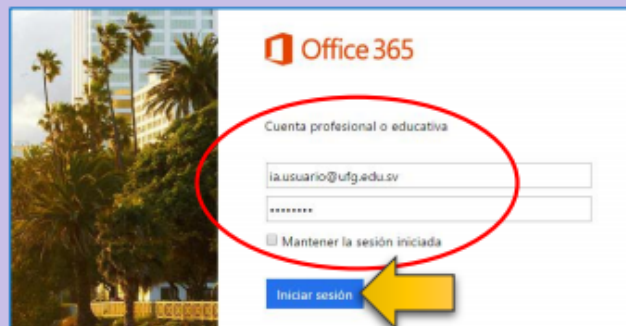 Office 365
Cuenta profesional o educativa
ia.usuario@ufg.edu.sv
••••••••
Mantener la sesión iniciada
Iniciar sesión